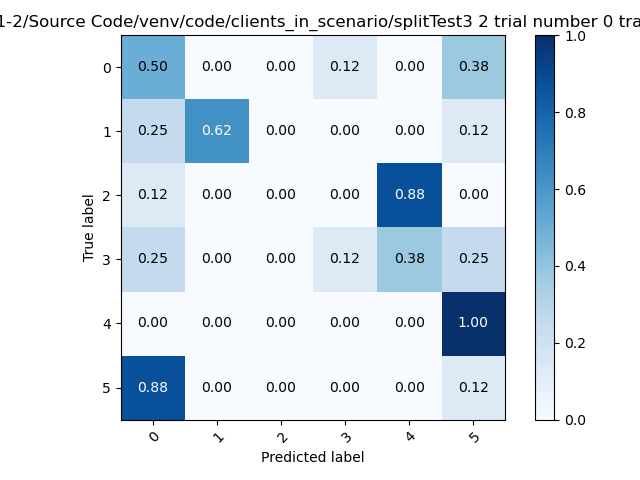 1-2/Source Code/venv/code/clients_in_scenario/splitTest3 2 trial number 0 tra
1.0
0 0.50 0.00 0.00 0.12 0.00 0.38
0.8
1 0.25 0.62 0.00 0.00 0.00 0.12
2 0.12 0.00 0.00 0.00 0.88 0.00
0.6
True label
3 0.25 0.00 0.00 0.12 0.38 0.25
0.4
4 0.00 0.00 0.00 0.00 0.00 1.00
0.2
5 0.88 0.00 0.00 0.00 0.00 0.12
0.0
0 1 2 3 4 5
Predicted label